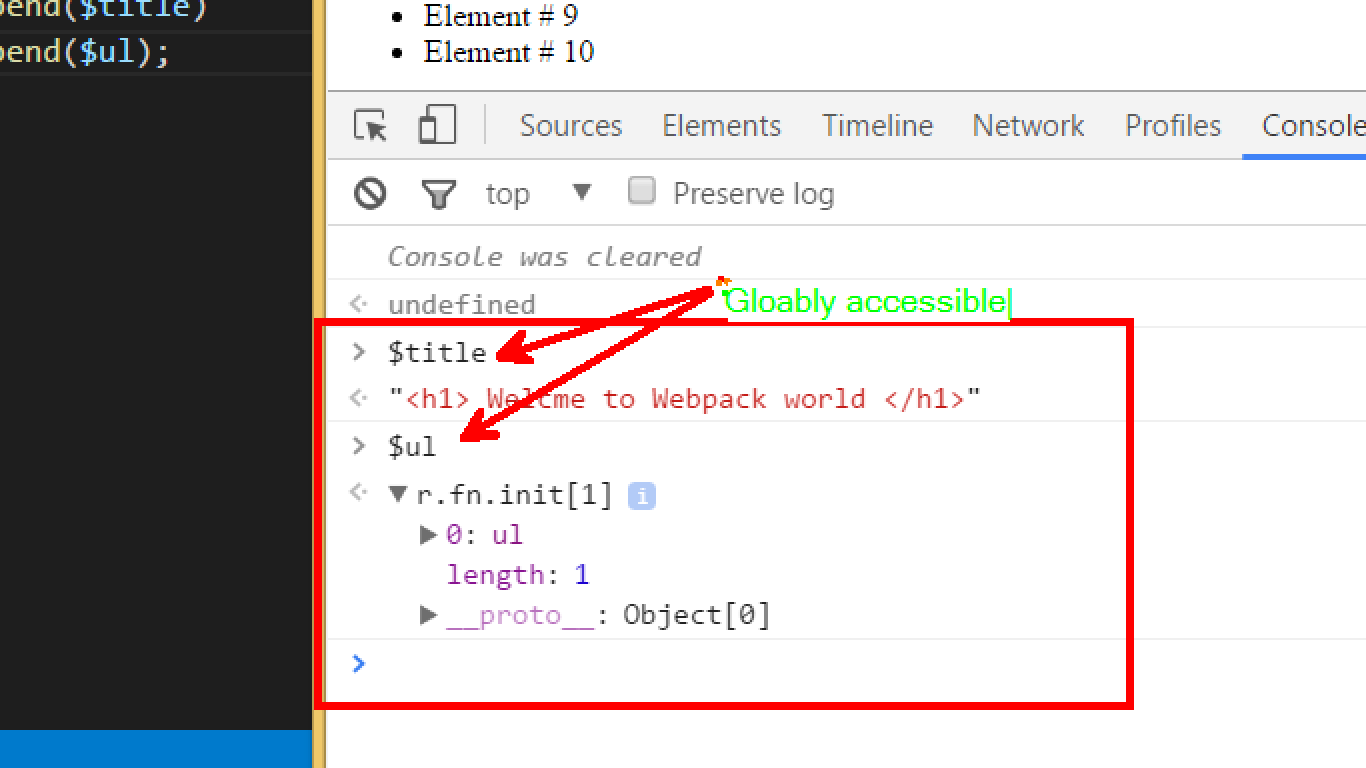 pend($title)
pend($ul);
• Element # 9
• Element # 10
Sources Elements Timeline Network Profiles Console
top Preserve log
Console was cleared
undefined
Gloably accessible
$title
"<h1> Welcme to Webpack world </h1>"
$ul
r.fn.init[1] i
0: ul
length: 1
__proto__: Object[0]